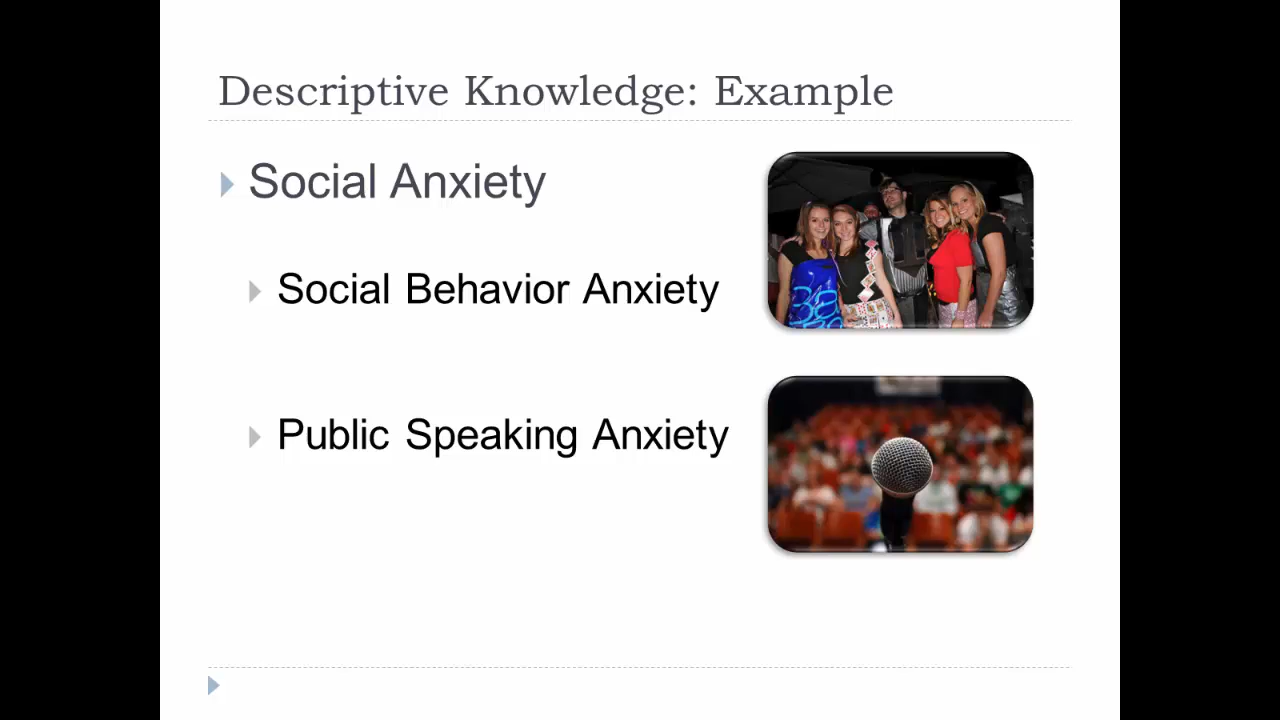 Descriptive Knowledge: Example
Social Anxiety
Social Behavior Anxiety
Public Speaking Anxiety